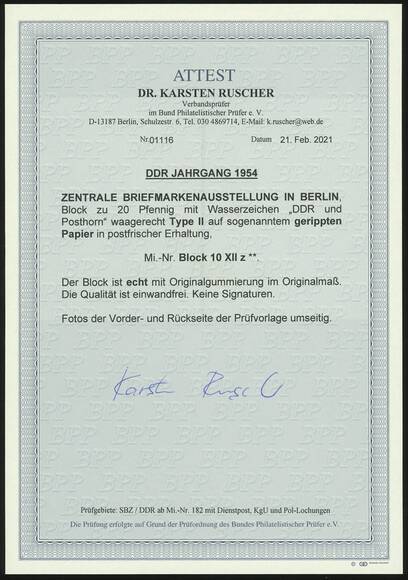 ATTEST
DR. KARSTEN RUSCHER
Verbandsprüfer
im Bund Philatelistischer Prüfer e. V.
D-13187 Berlin, Schulzestr. 6, Tel. 030 4869714, E-Mail: k.ruscher@web.de
Nr.01116 Datum 21. Feb. 2021
DDR JAHRGANG 1954
ZENTRALE BRIEFMARKENAUSSTELLUNG IN BERLIN,
Block zu 20 Pfennig mit Wasserzeichen „DDR und
Posthorn“ waagerecht Type II auf sogenanntem gerippten
Papier in postfrischer Erhaltung,
Mi.-Nr. Block 10 XII z **.
Der Block ist echt mit Originalgummierung im Originalmaß.
Die Qualität ist einwandfrei. Keine Signaturen.
Fotos der Vorder- und Rückseite der Prüfvorlage umseitig.
Karsten Ruscher
Prüfgebiete: SBZ / DDR ab Mi.-Nr. 182 mit Dienstpost, KgU und Pol-Lochungen
Die Prüfung erfolgte auf Grund der Prüfordnung des Bundes Philatelistischer Prüfer e.V.